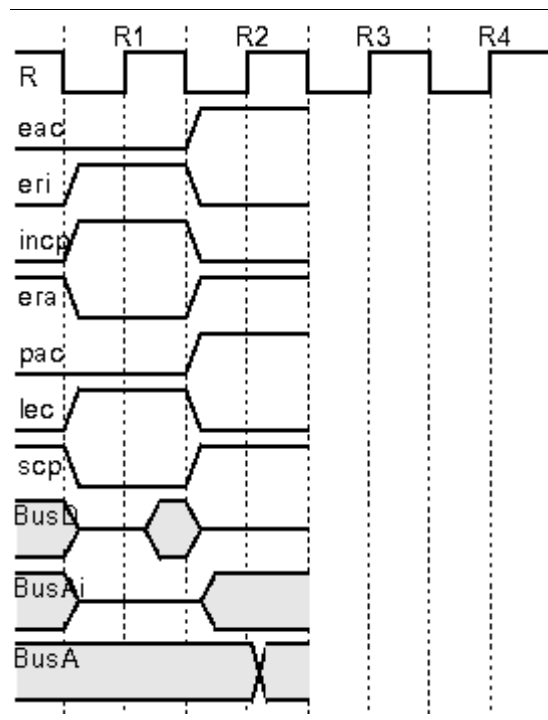 R1 R2 R3 R4
R
eac
eri
incp
era
pac
lec
scp
BusD
BusAi
BusA